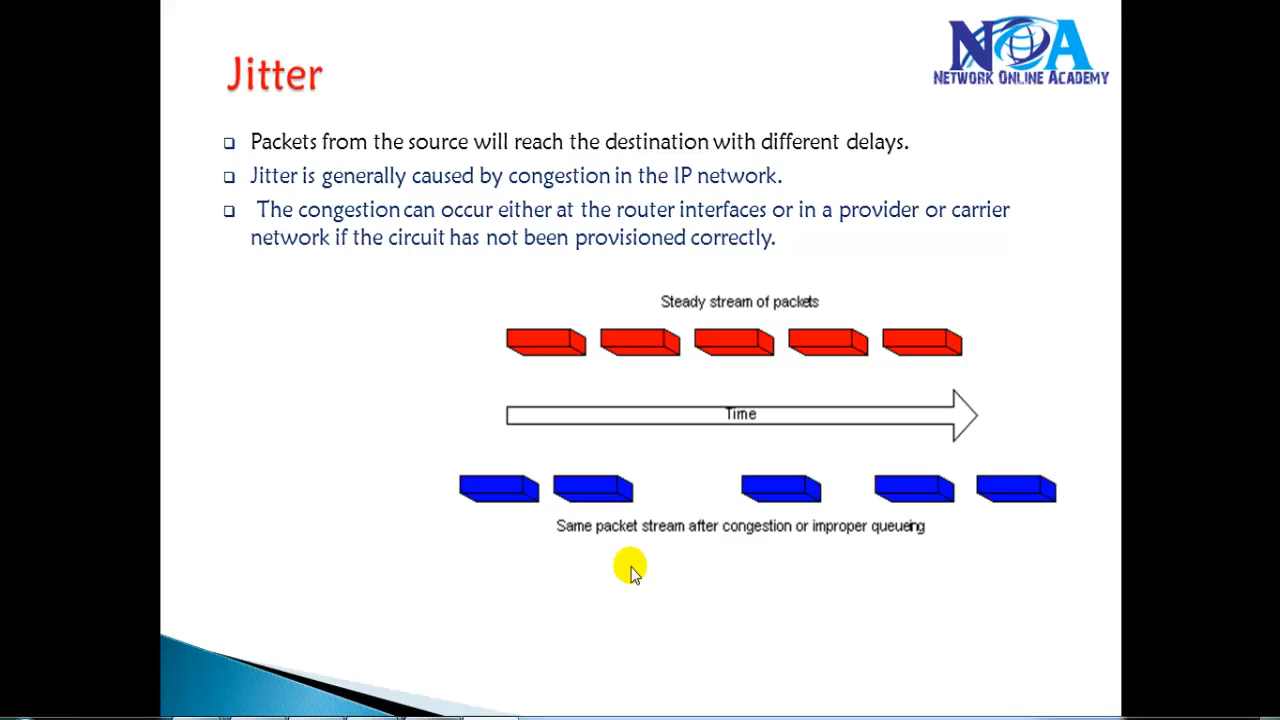 NOA
NETWORK ONLINE ACADEMY
Jitter
Packets from the source will reach the destination with different delays.
Jitter is generally caused by congestion in the IP network.
The congestion can occur either at the router interfaces or in a provider or carrier
network if the circuit has not been provisioned correctly.
Steady stream of packets
Time
Same packet stream after congestion or improper queueing